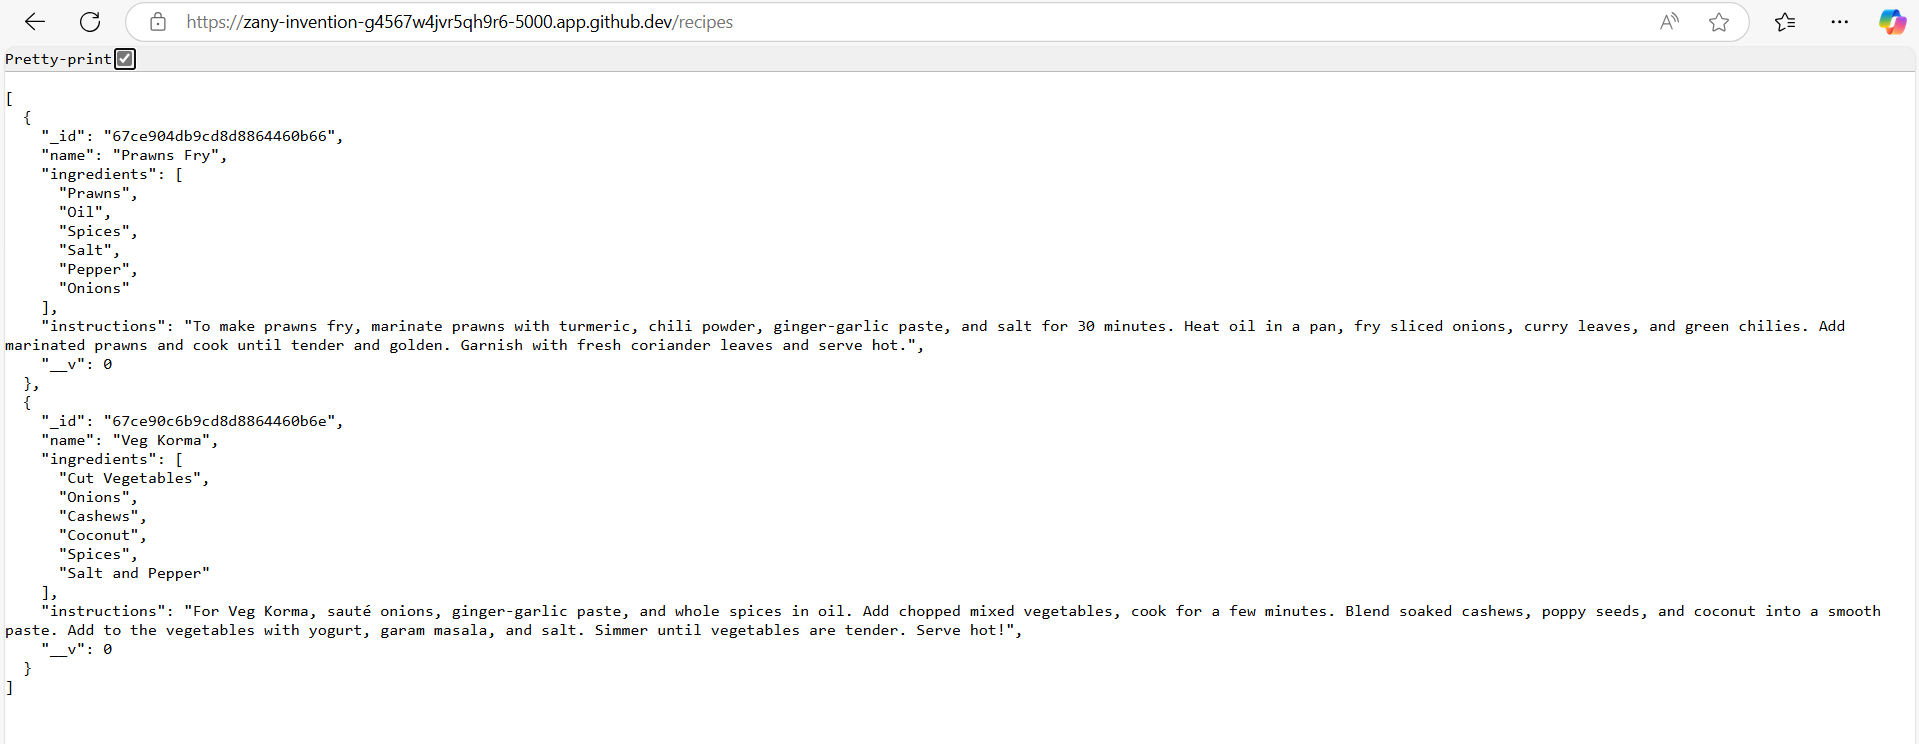 https://zany-invention-g4567w4jvr5qh9r6-5000.app.github.dev/recipes
Pretty-print
[
  {
    "_id": "67ce904db9cd8d8864460b66",
    "name": "Prawns Fry",
    "ingredients": [
      "Prawns",
      "Oil",
      "Spices",
      "Salt",
      "Pepper",
      "Onions"
    ],
    "instructions": "To make prawns fry, marinate prawns with turmeric, chili powder, ginger-garlic paste, and salt for 30 minutes. Heat oil in a pan, fry sliced onions, curry leaves, and green chilies. Add
marinated prawns and cook until tender and golden. Garnish with fresh coriander leaves and serve hot.",
    "__v": 0
  },
  {
    "_id": "67ce90c6b9cd8d8864460b6e",
    "name": "Veg Korma",
    "ingredients": [
      "Cut Vegetables",
      "Onions",
      "Cashews",
      "Coconut",
      "Spices",
      "Salt and Pepper"
    ],
    "instructions": "For Veg Korma, sauté onions, ginger-garlic paste, and whole spices in oil. Add chopped mixed vegetables, cook for a few minutes. Blend soaked cashews, poppy seeds, and coconut into a smooth
paste. Add to the vegetables with yogurt, garam masala, and salt. Simmer until vegetables are tender. Serve hot!",
    "__v": 0
  }
]